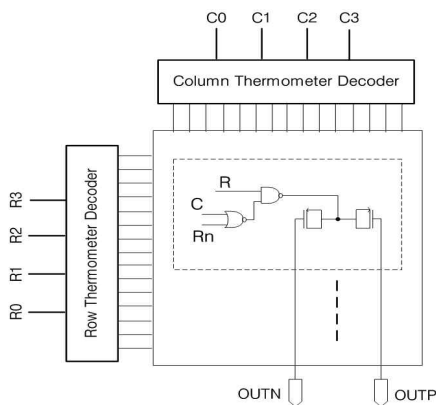 C0 C1 C2 C3
Column Thermometer Decoder
Row Thermometer Decoder
R3
R2
R1
R0
R
C
Rn
OUTN
OUTP